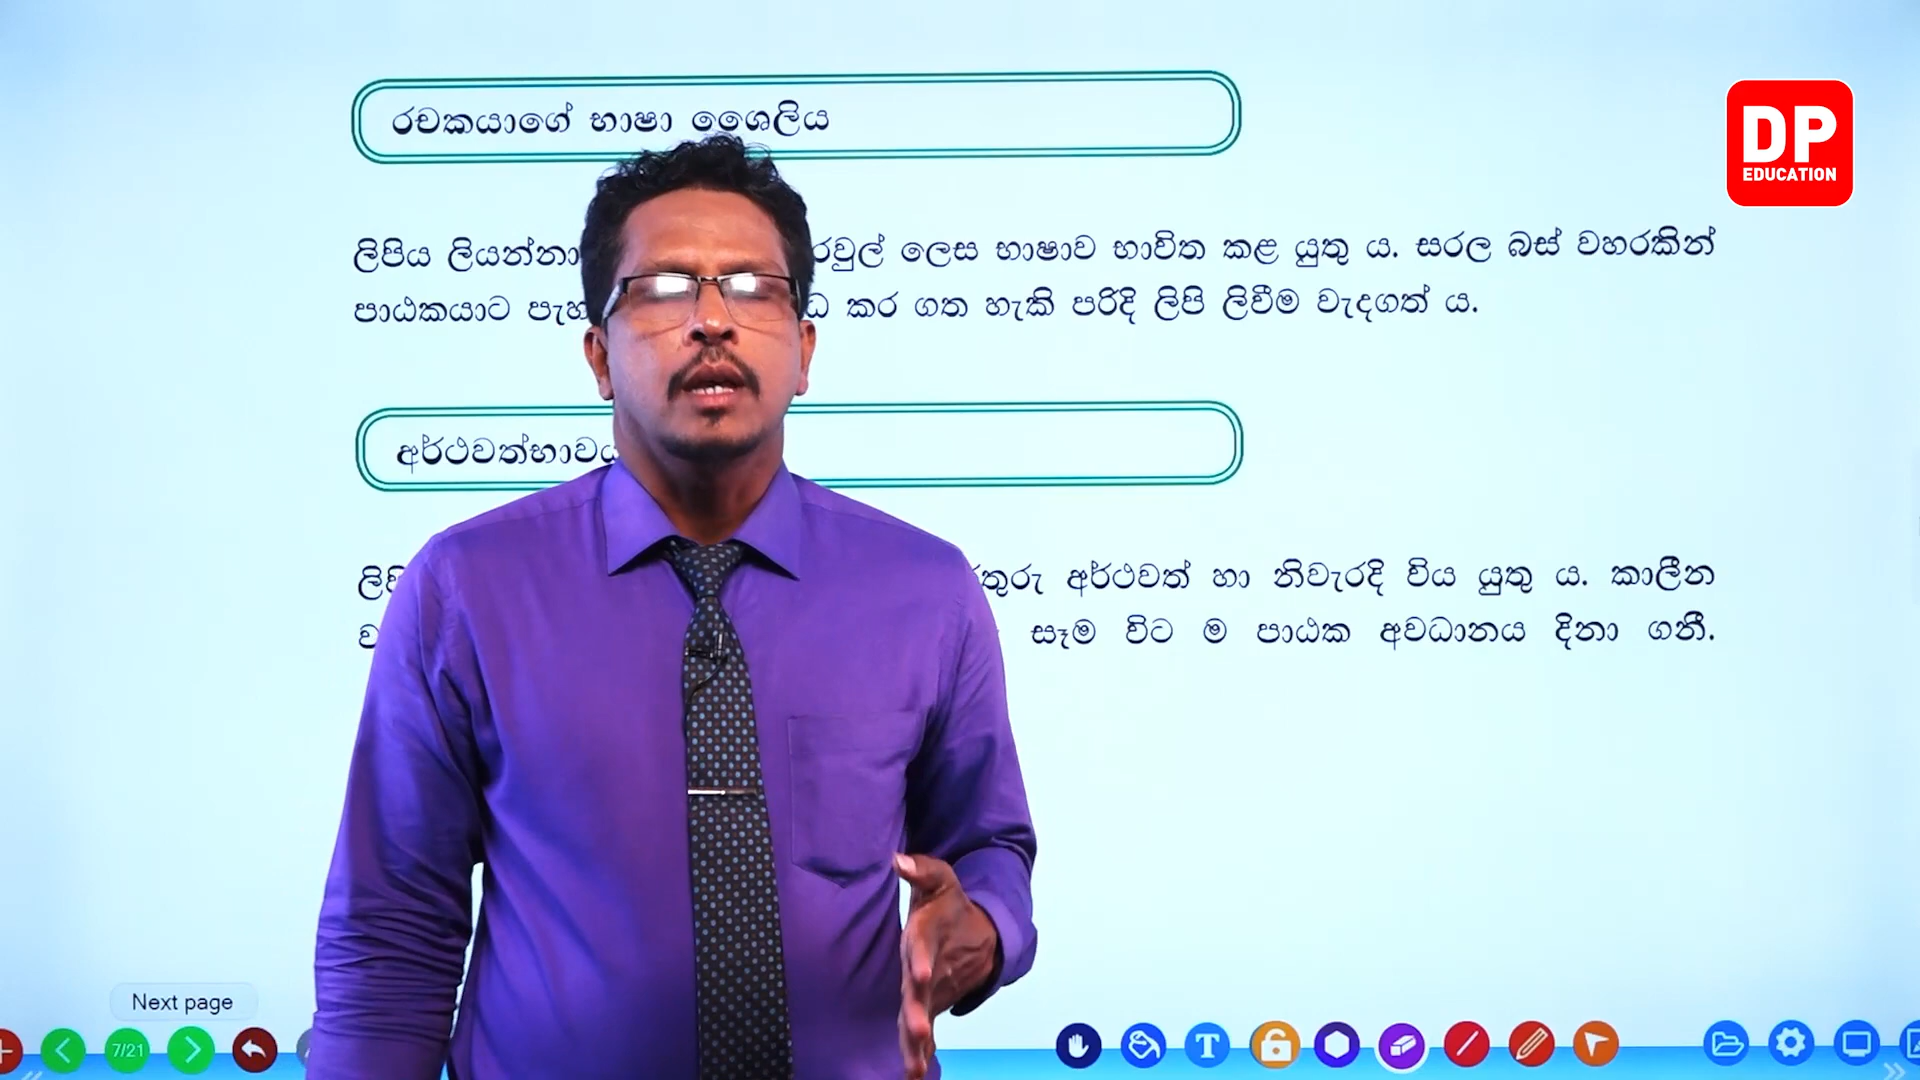 රචකයාගේ භාෂා ශෛලිය
DP
EDUCATION
ලිපිය ලියන්නා ලෙස භාෂාව භාවිත කළ යුතු ය. සරල බස් වහරකින්
පාඨකයාට කර ගත හැකි පරිදි ලිපි ලිවීම වැදගත් ය.
අර්ථවත්භාවය
අර්ථවත් හා නිවැරදි විය යුතු ය. කාලීන
සෑම විට ම පාඨක අවධානය දිනා ගනී.
Next page
7/21
T